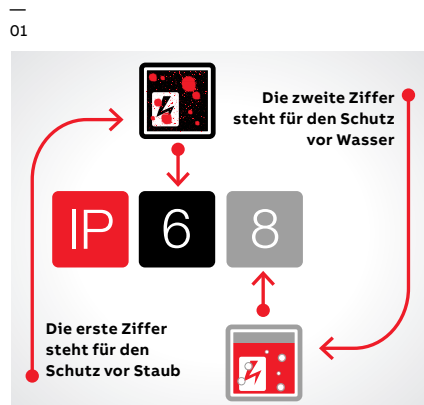 01
Die zweite Ziffer
steht für den Schutz
vor Wasser
IP 6 8
Die erste Ziffer
steht für den
Schutz vor Staub